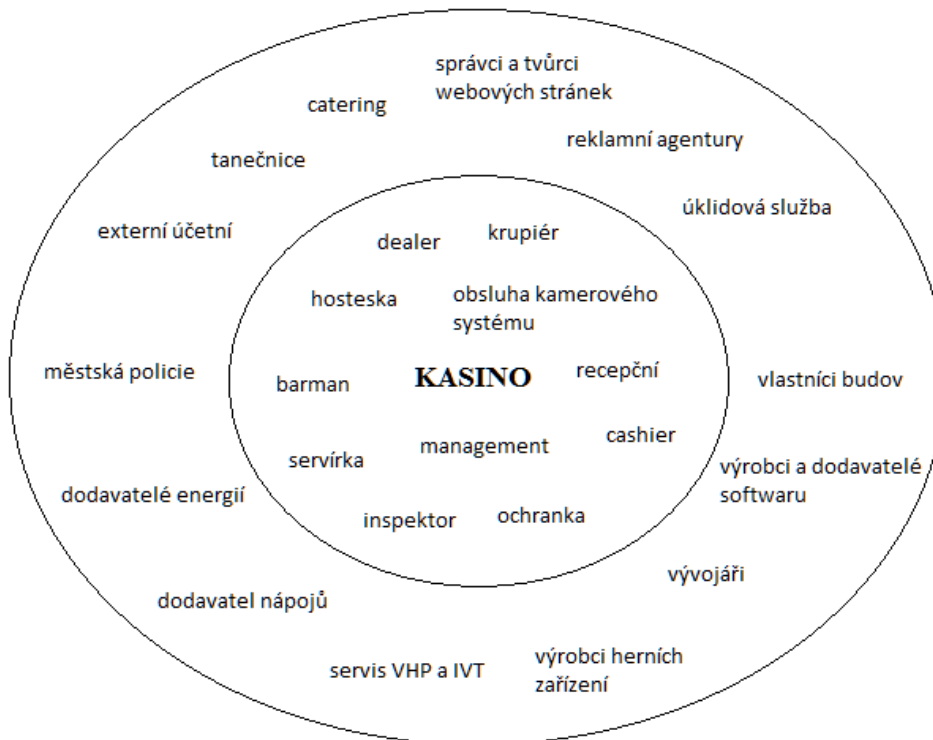 správci a tvůrci
webových stránek
catering
reklamní agentury
tanečnice
úklidová služba
externí účetní
krupiér
dealer
hosteska
obsluha kamerového
systému
městská policie
barman
KASINO
recepční
vlastníci budov
servírka
management
cashier
výrobci a dodavatelé
softwaru
dodavatelé energií
inspektor
ochranka
vývojáři
dodavatel nápojů
servis VHP a IVT
výrobci herních
zařízení